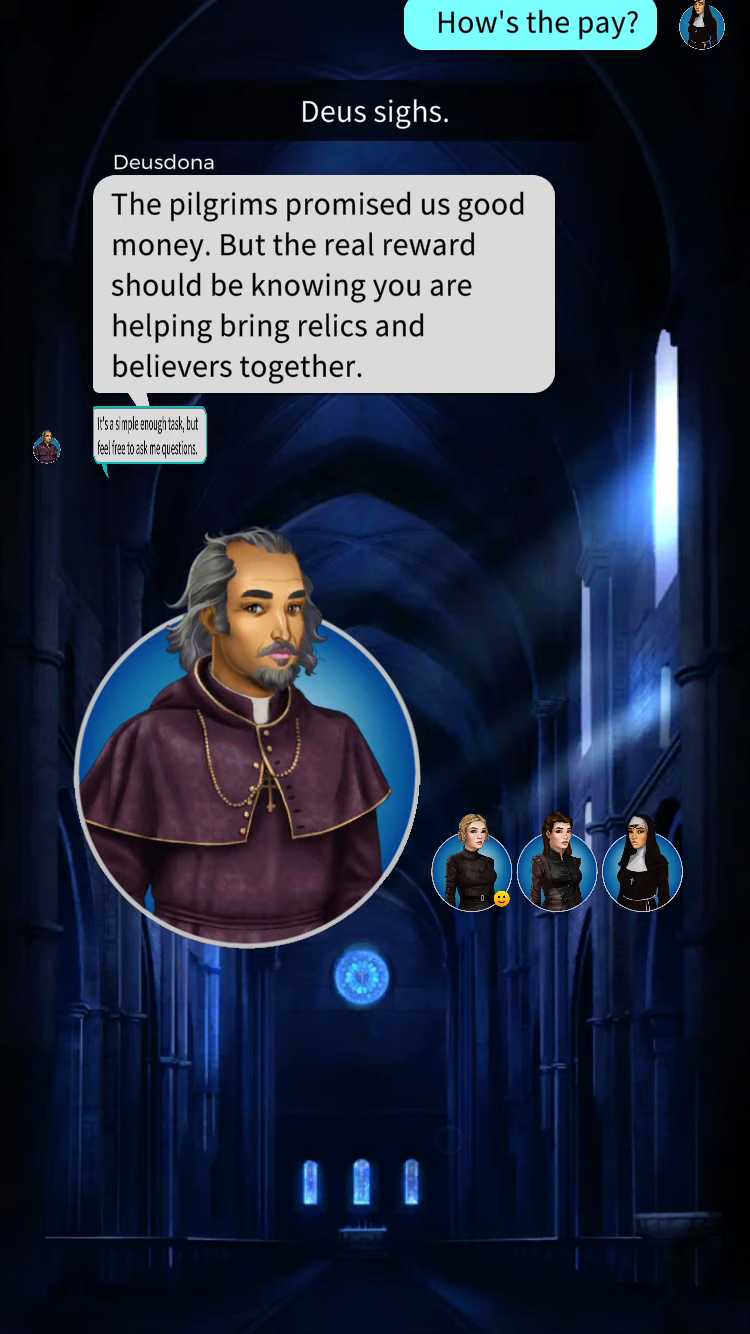 How's the pay?
Deus sighs.
Deusdona
The pilgrims promised us good
money. But the real reward
should be knowing you are
helping bring relics and
believers together.
It's a simple enough task, but
feel free to ask me questions.